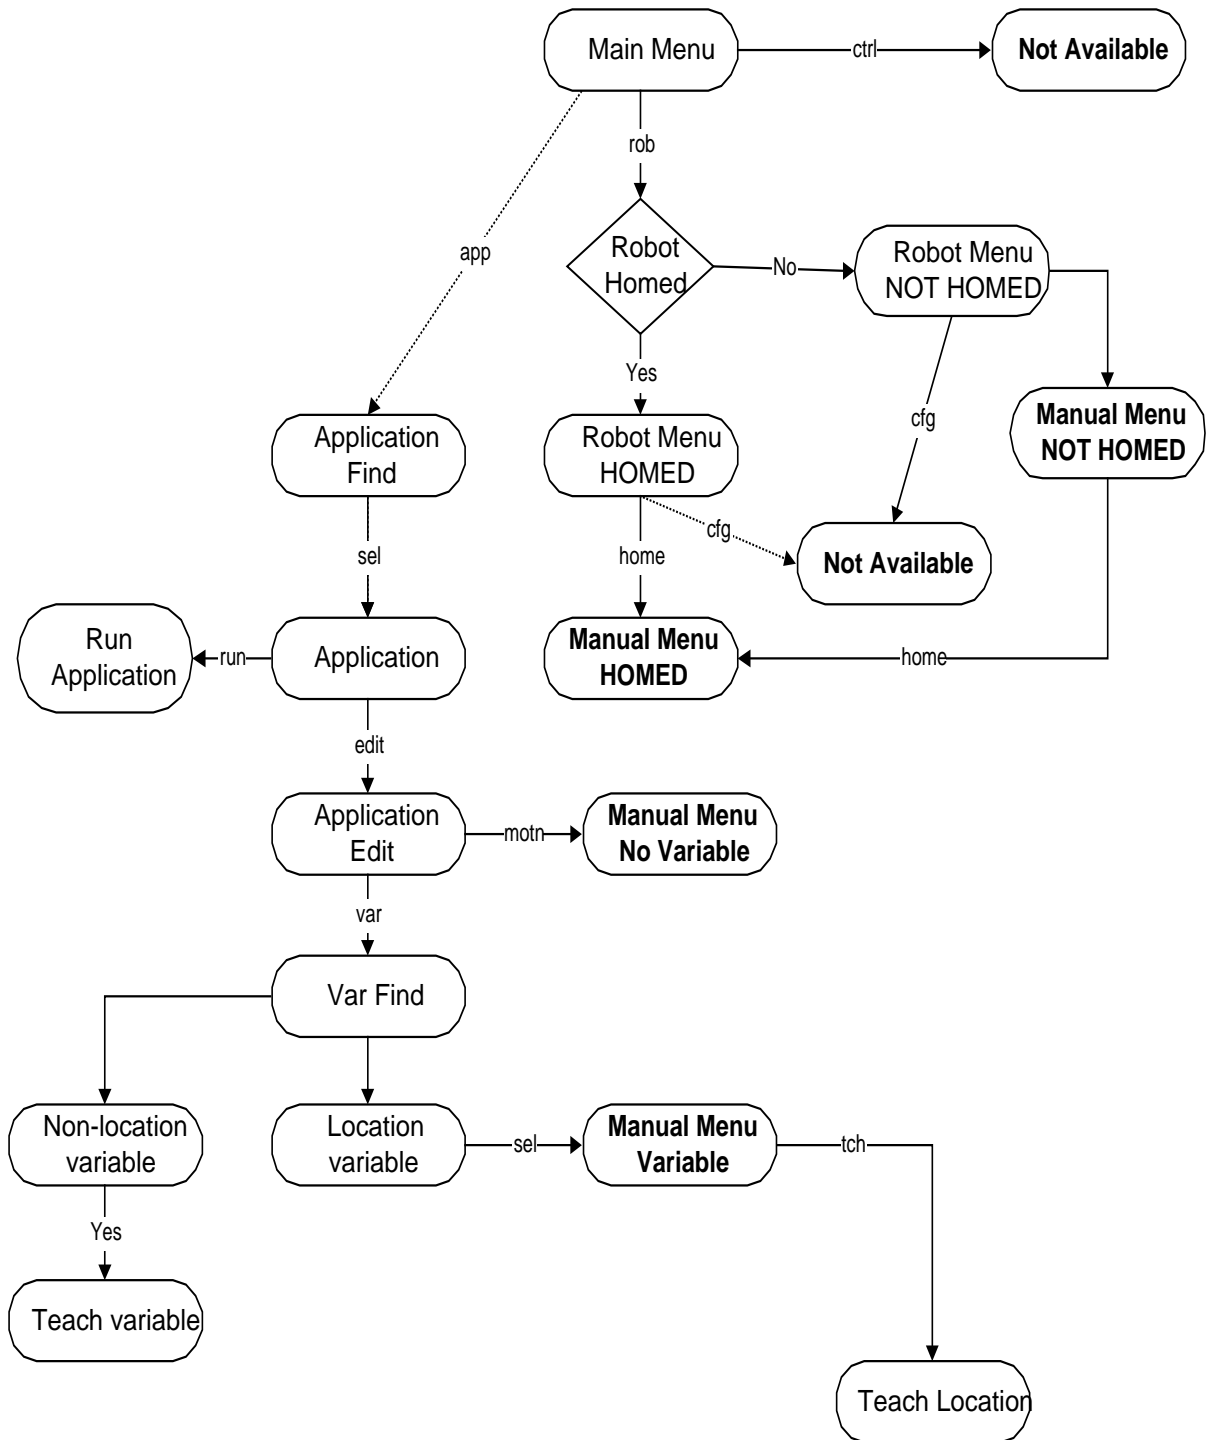 Main Menu
ctrl
Not Available
rob
app
Robot
Homed
No
Robot Menu
NOT HOMED
Yes
cfg
Manual Menu
NOT HOMED
Application
Find
Robot Menu
HOMED
cfg
sel
home
Not Available
Run
Application
run
Application
Manual Menu
HOMED
home
edit
Application
Edit
motn
Manual Menu
No Variable
var
Var Find
Non-location
variable
Location
variable
sel
Manual Menu
Variable
tch
Yes
Teach variable
Teach Location